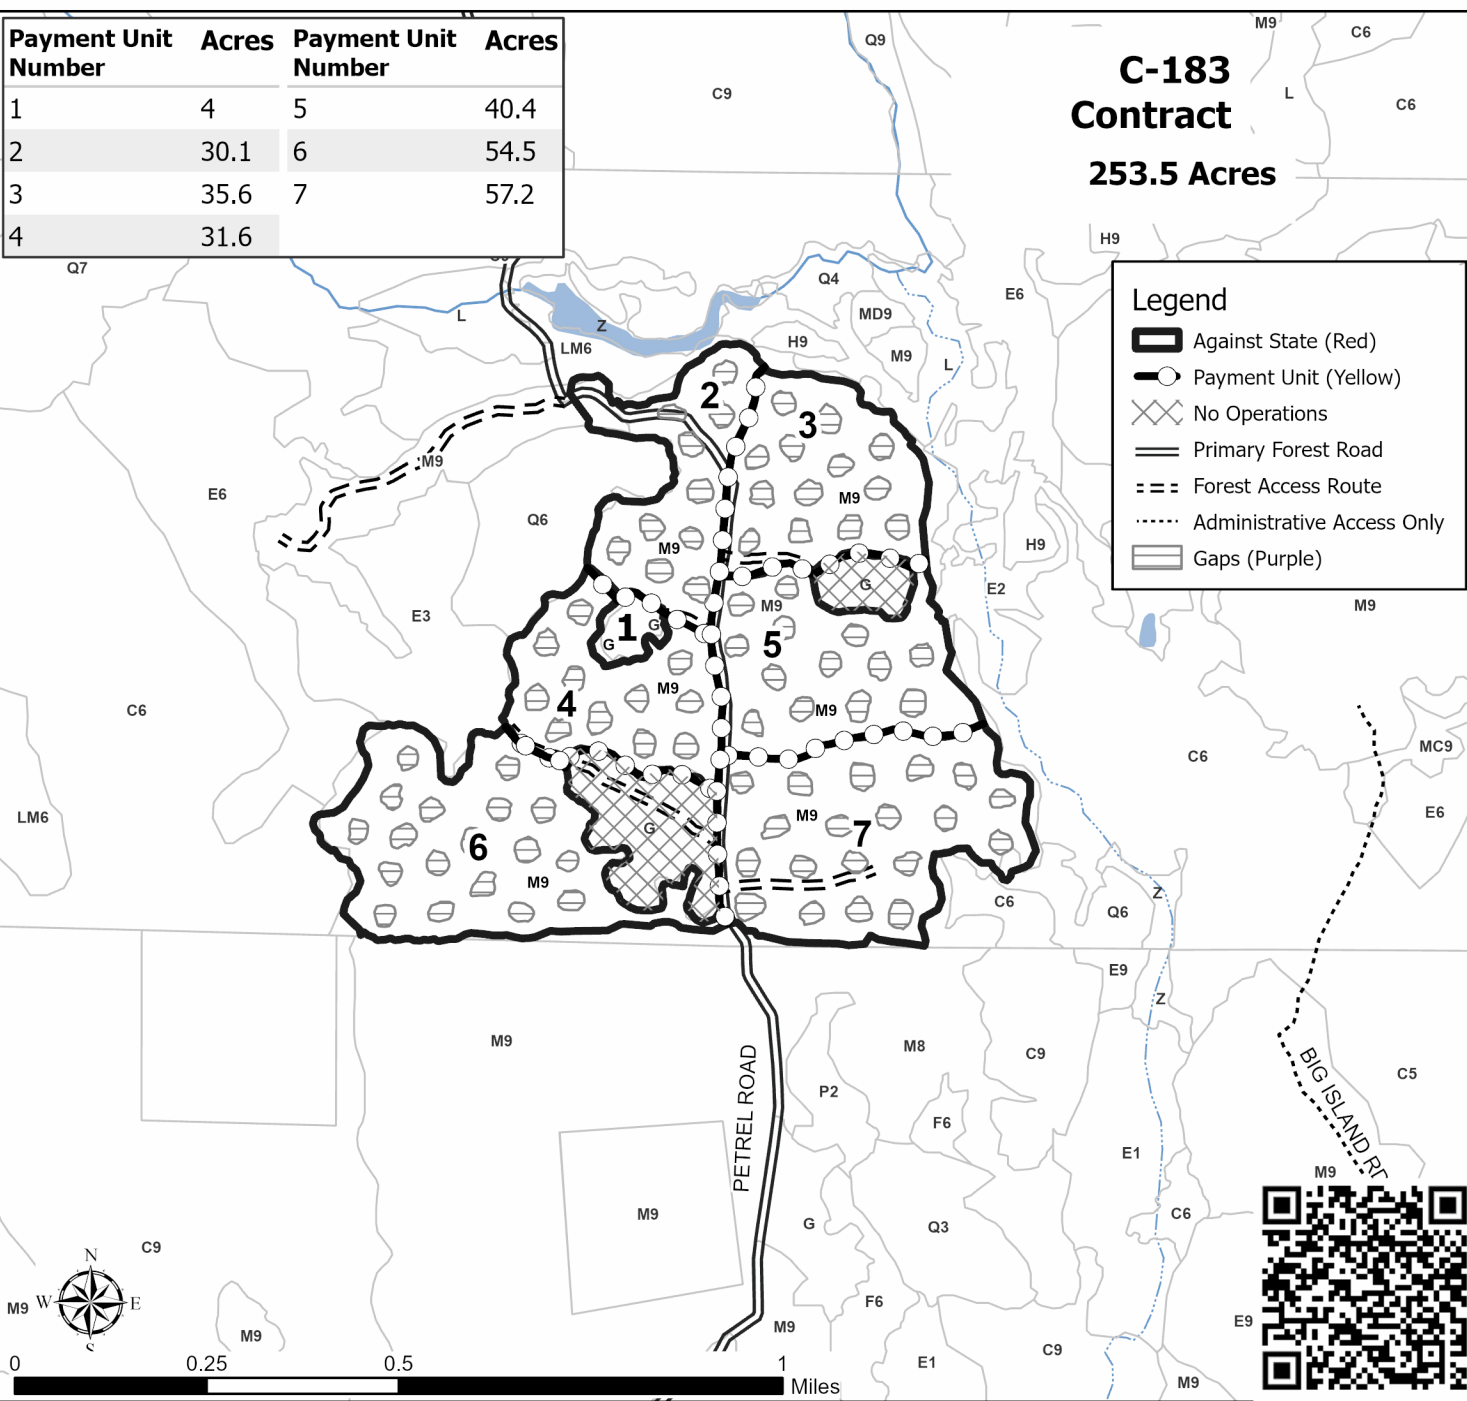 Payment Unit Number Acres Payment Unit Number Acres
1 4 5 40.4
2 30.1 6 54.5
3 35.6 7 57.2
4 31.6
C-183
Contract
253.5 Acres
Legend
Against State (Red)
Payment Unit (Yellow)
No Operations
Primary Forest Road
Forest Access Route
Administrative Access Only
Gaps (Purple)
M9
C6
Q9
C9
L
C6
H9
Q7
Q4
E6
MD9
L
Z
LM6
H9
M9
L
2
3
M9
E6
M9
Q6
M9
H9
G
E2
M9
M9
E3
1
G
G
5
M9
4
M9
C6
C6
MC9
LM6
E6
M9
7
G
6
M9
C6
Q6
Z
E9
Z
M9
M8
C9
C5
P2
F6
PETREL ROAD
BIG ISLAND
E1
M9
M9
G
Q3
C6
C9
M9
F6
E9
M9
M9
C9
E1
M9
N
W E
S
0 0.25 0.5 1
Miles